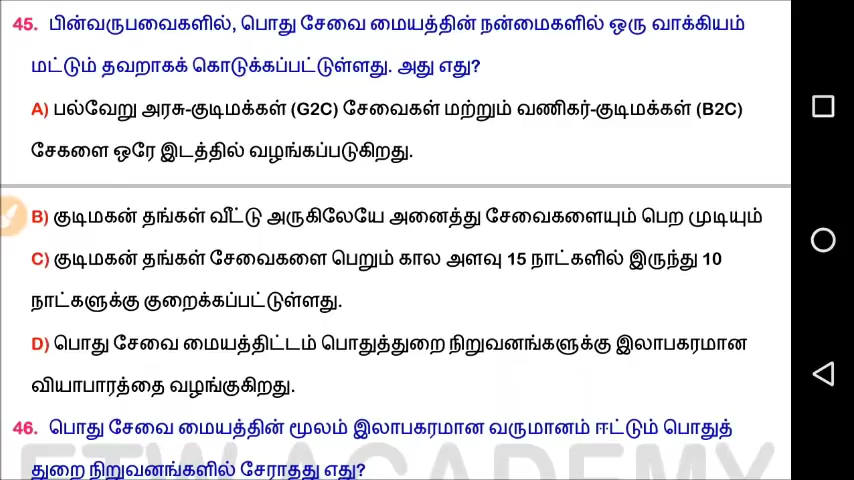 45. பின்வருபவைகளில், பொது சேவை மையத்தின் நன்மைகளில் ஒரு வாக்கியம்
மட்டும் தவறாகக் கொடுக்கப்பட்டுள்ளது. அது எது?
A) பல்வேறு அரசு-குடிமக்கள் (G2C) சேவைகள் மற்றும் வணிகர்-குடிமக்கள் (B2C)
சேகளை ஒரே இடத்தில் வழங்கப்படுகிறது.
B) குடிமகன் தங்கள் வீட்டு அருகிலேயே அனைத்து சேவைகளையும் பெற முடியும்
C) குடிமகன் தங்கள் சேவைகளை பெறும் கால அளவு 15 நாட்களில் இருந்து 10
நாட்களுக்கு குறைக்கப்பட்டுள்ளது.
D) பொது சேவை மையத்திட்டம் பொதுத்துறை நிறுவனங்களுக்கு இலாபகரமான
வியாபாரத்தை வழங்குகிறது.
46. பொது சேவை மையத்தின் மூலம் இலாபகரமான வருமானம் ஈட்டும் பொதுத்
துறை நிறுவனங்களில் சேராதது எது?